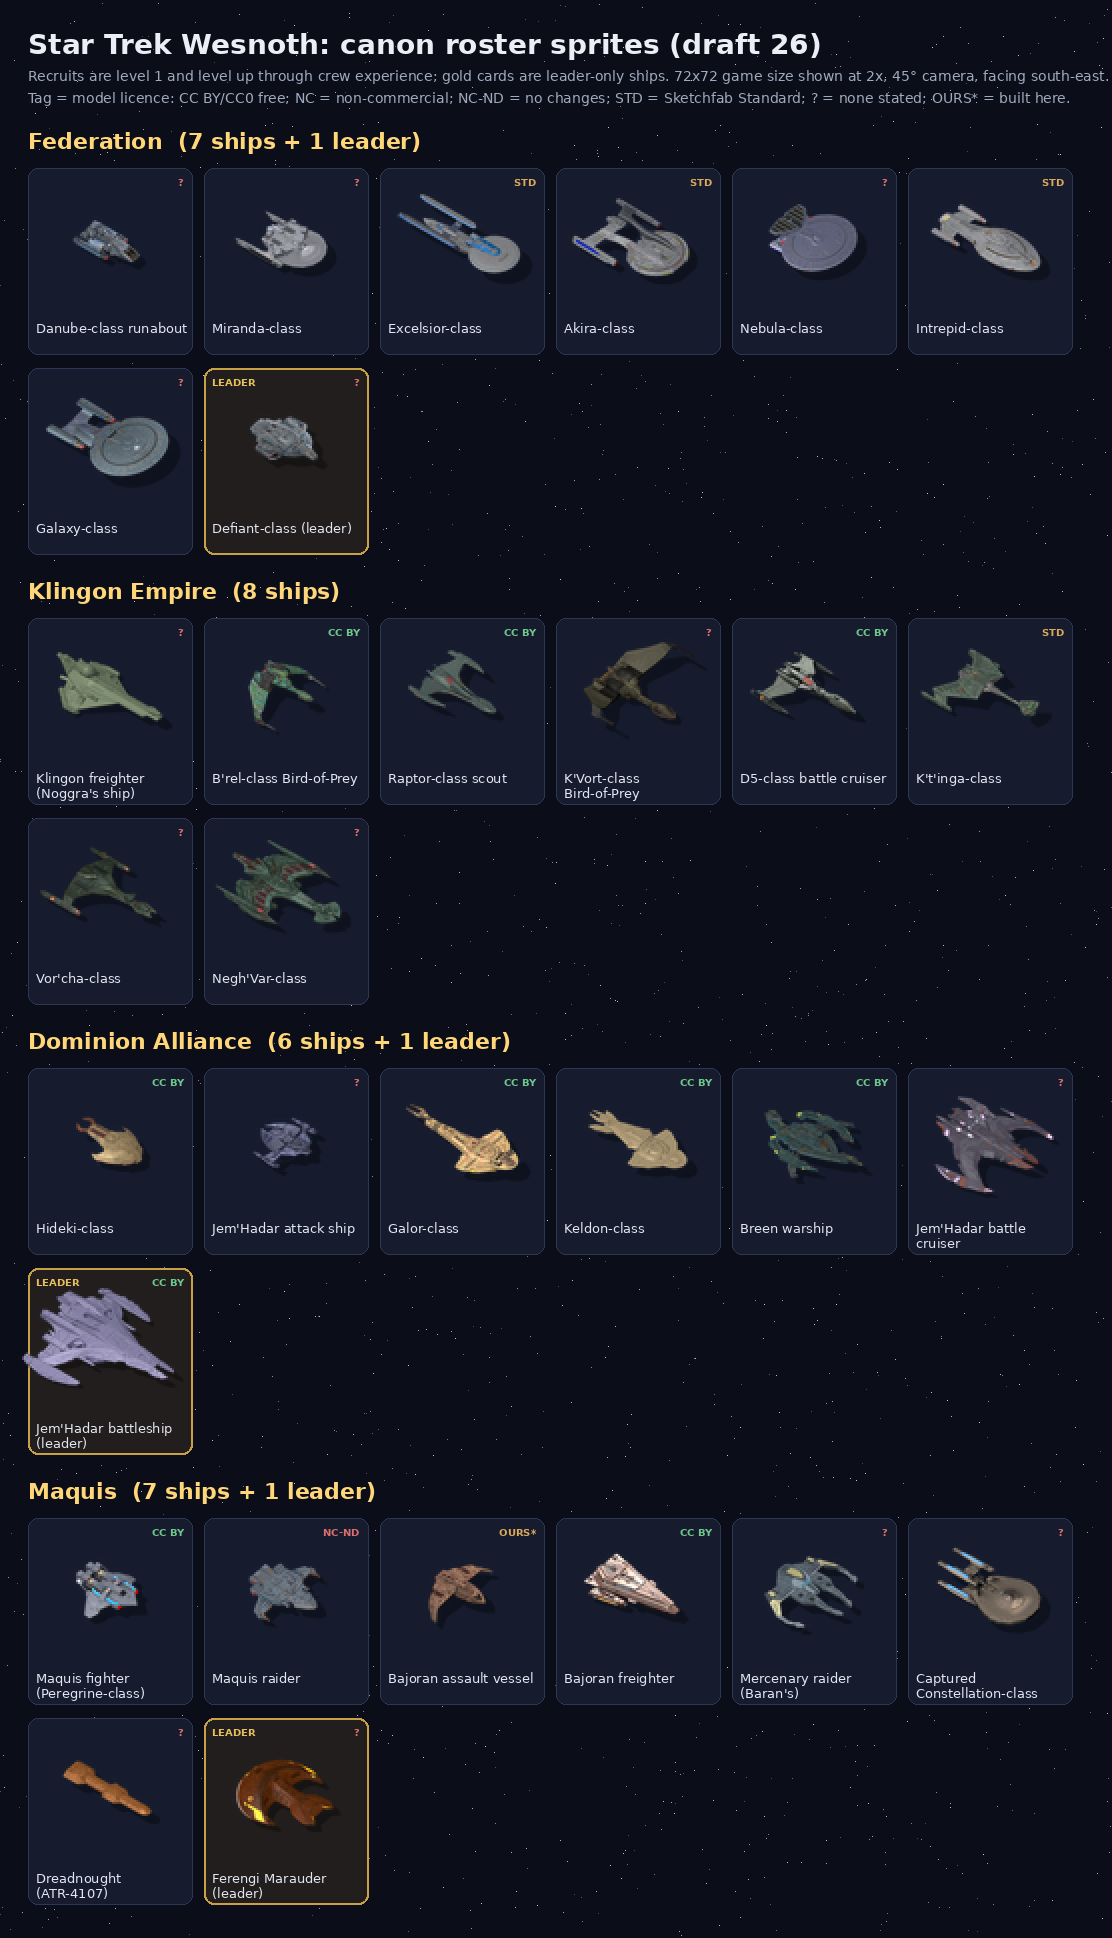 Star Trek Wesnoth: canon roster sprites (draft 26)
Recruits are level 1 and level up through crew experience; gold cards are leader-only ships. 72x72 game size shown at 2x, 45° camera, facing south-east.
Tag = model licence: CC BY/CC0 free; NC = non-commercial; NC-ND = no changes; STD = Sketchfab Standard; ? = none stated; OURS* = built here.
Federation (7 ships + 1 leader)
?
Danube-class runabout
?
Miranda-class
STD
Excelsior-class
STD
Akira-class
?
Nebula-class
STD
Intrepid-class
?
Galaxy-class
LEADER ?
Defiant-class (leader)
Klingon Empire (8 ships)
?
Klingon freighter
(Noggra's ship)
CC BY
B'rel-class Bird-of-Prey
CC BY
Raptor-class scout
?
K'Vort-class
Bird-of-Prey
CC BY
D5-class battle cruiser
STD
K't'inga-class
?
Vor'cha-class
?
Negh'Var-class
Dominion Alliance (6 ships + 1 leader)
CC BY
Hideki-class
?
Jem'Hadar attack ship
CC BY
Galor-class
CC BY
Keldon-class
CC BY
Breen warship
?
Jem'Hadar battle
cruiser
LEADER CC BY
Jem'Hadar battleship
(leader)
Maquis (7 ships + 1 leader)
CC BY
Maquis fighter
(Peregrine-class)
NC-ND
Maquis raider
OURS*
Bajoran assault vessel
CC BY
Bajoran freighter
?
Mercenary raider
(Baran's)
?
Captured
Constellation-class
?
Dreadnought
(ATR-4107)
LEADER ?
Ferengi Marauder
(leader)